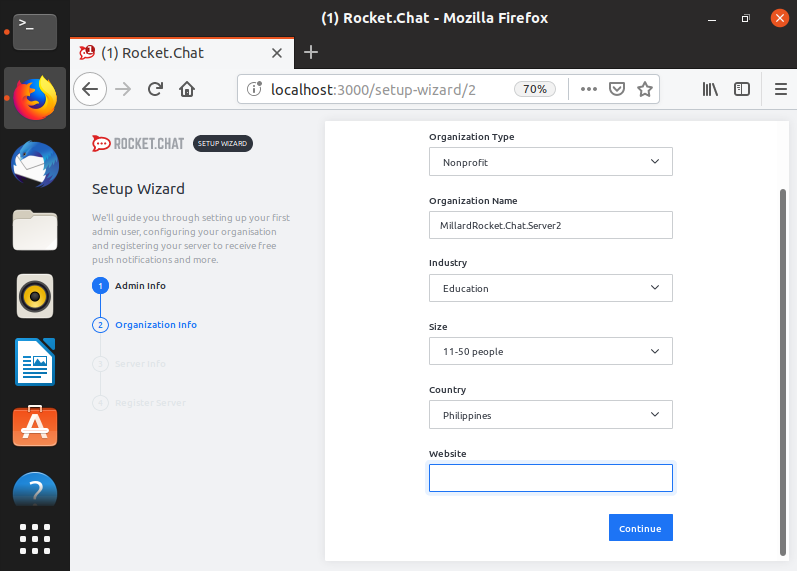 (1) Rocket.Chat - Mozilla Firefox
(1) Rocket.Chat
localhost:3000/setup-wizard/2
70%
ROCKET.CHAT
SETUP WIZARD
Setup Wizard
We'll guide you through setting up your first
admin user, configuring your organisation
and registering your server to receive free
push notifications and more.
1 Admin Info
2 Organization Info
3 Server Info
4 Register Server
Organization Type
Nonprofit
Organization Name
MillardRocket.Chat.Server2
Industry
Education
Size
11-50 people
Country
Philippines
Website
Continue